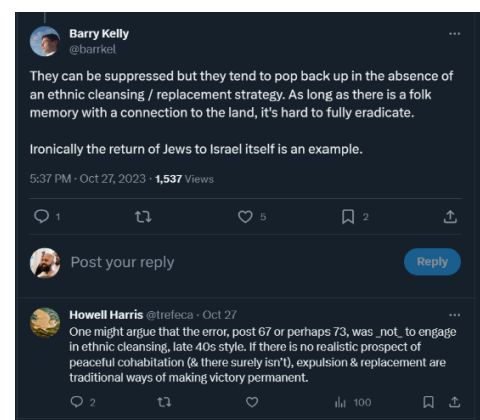 Barry Kelly
@barrkel
They can be suppressed but they tend to pop back up in the absence of
an ethnic cleansing / replacement strategy. As long as there is a folk
memory with a connection to the land, it's hard to fully eradicate.
Ironically the return of Jews to Israel itself is an example.
5:37 PM · Oct 27, 2023 · 1,537 Views
1 5 2
Post your reply Reply
Howell Harris @trefeca · Oct 27
One might argue that the error, post 67 or perhaps 73, was _not_ to engage
in ethnic cleansing, late 40s style. If there is no realistic prospect of
peaceful cohabitation (& there surely isn't), expulsion & replacement are
traditional ways of making victory permanent.
2 100